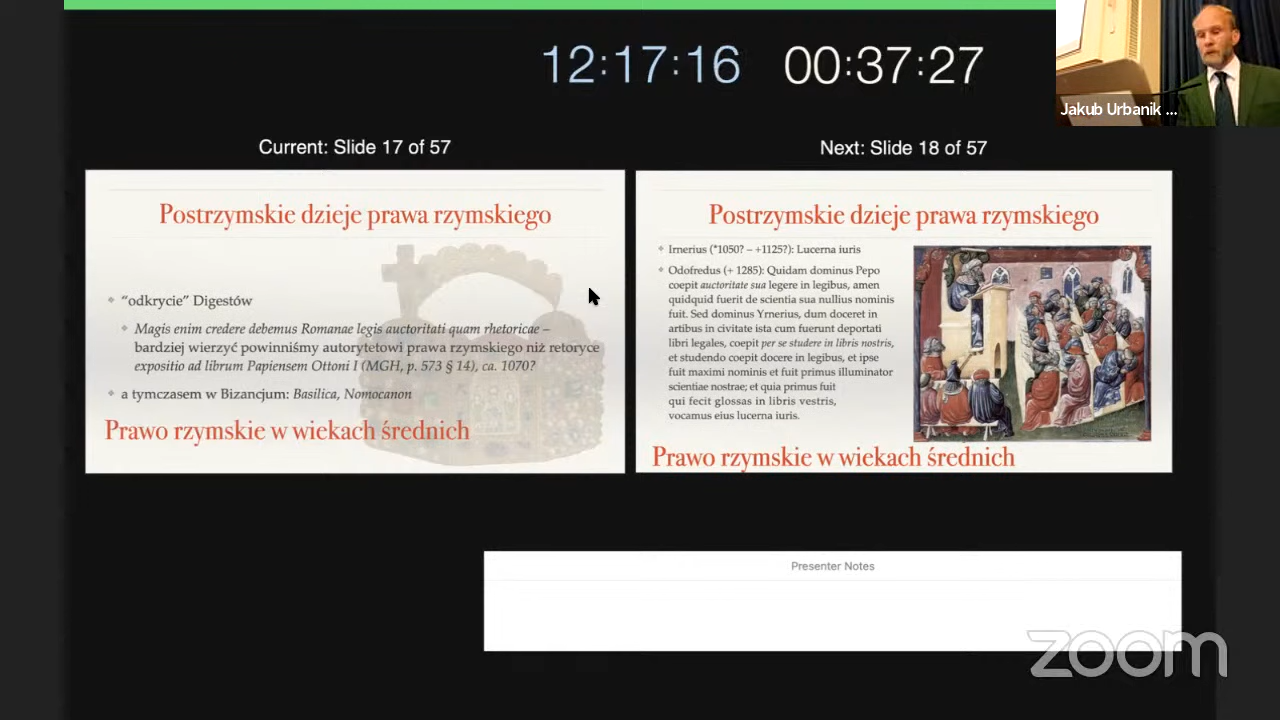 12:17:16 00:37:27
Jakub Urbanik ...
Current: Slide 17 of 57
Postrzymskie dzieje prawa rzymskiego
“odkrycie” Digestów
Magis enim credere debemus Romanae legis auctoritati quam rhetoricae –
bardziej wierzyć powinniśmy autorytetowi prawa rzymskiego niż retoryce
expositio ad librum Papiensem Ottoni I (MGH, p. 573 § 14), ca. 1070?
a tymczasem w Bizancjum: Basilica, Nomocanon
Prawo rzymskie w wiekach średnich
Next: Slide 18 of 57
Postrzymskie dzieje prawa rzymskiego
Irnerius (*1050? – +1125?): Lucerna iuris
Odofredus (+ 1285): Quidam dominus Pepo
coepit auctoritate sua legere in legibus, amen
quidquid fuerit de scientia sua nullius nominis
fuit. Sed dominus Yrnerius, dum doceret in
artibus in civitate ista cum fuerunt deportati
libri legales, coepit per se studere in libris nostris,
et studendo coepit docere in legibus, et ipse
fuit maximi nominis et fuit primus illuminator
scientiae nostrae; et quia primus fuit
qui fecit glossas in libris vestris,
vocamus eius lucerna iuris.
Prawo rzymskie w wiekach średnich
Presenter Notes
zoom